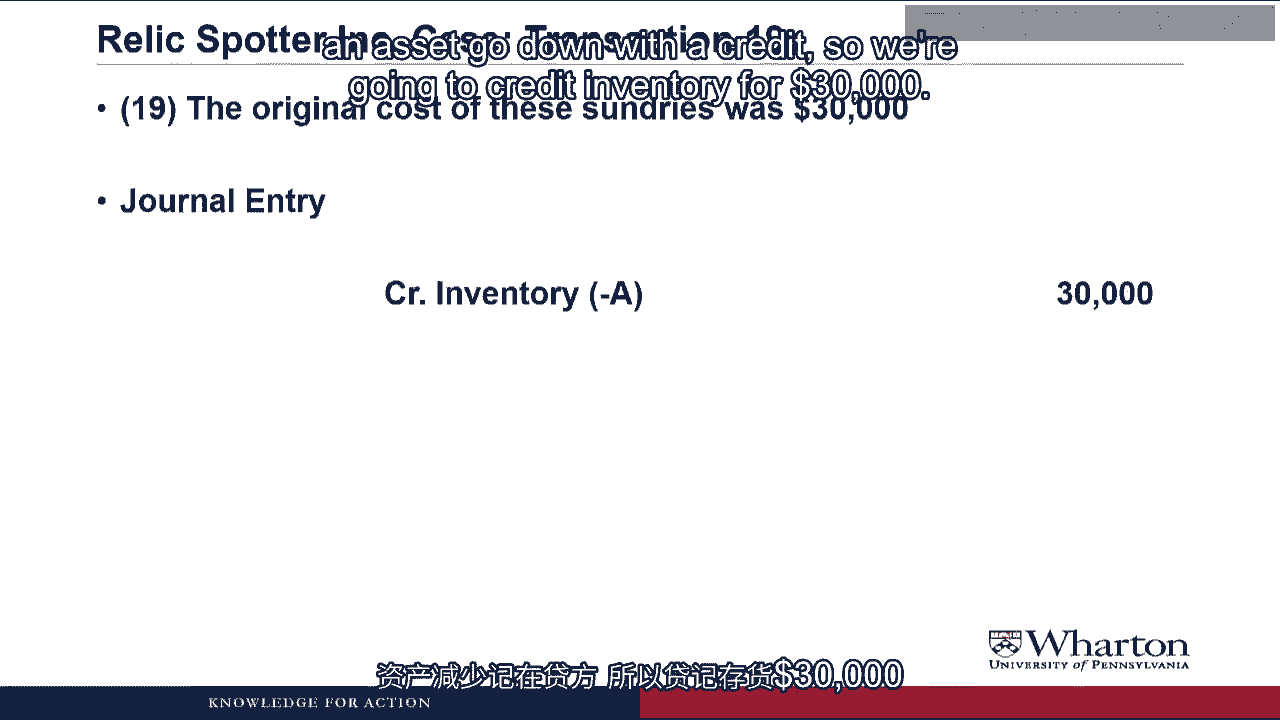 Relic Spotter Inc. Case: Transaction 19
an asset go down with a credit, so we're
going to credit inventory for $30,000.
• (19) The original cost of these sundries was $30,000
• Journal Entry
Cr. Inventory (-A) 30,000
Wharton
UNIVERSITY of PENNSYLVANIA
资产减少记在贷方 所以贷记存货$30,000
KNOWLEDGE FOR ACTION